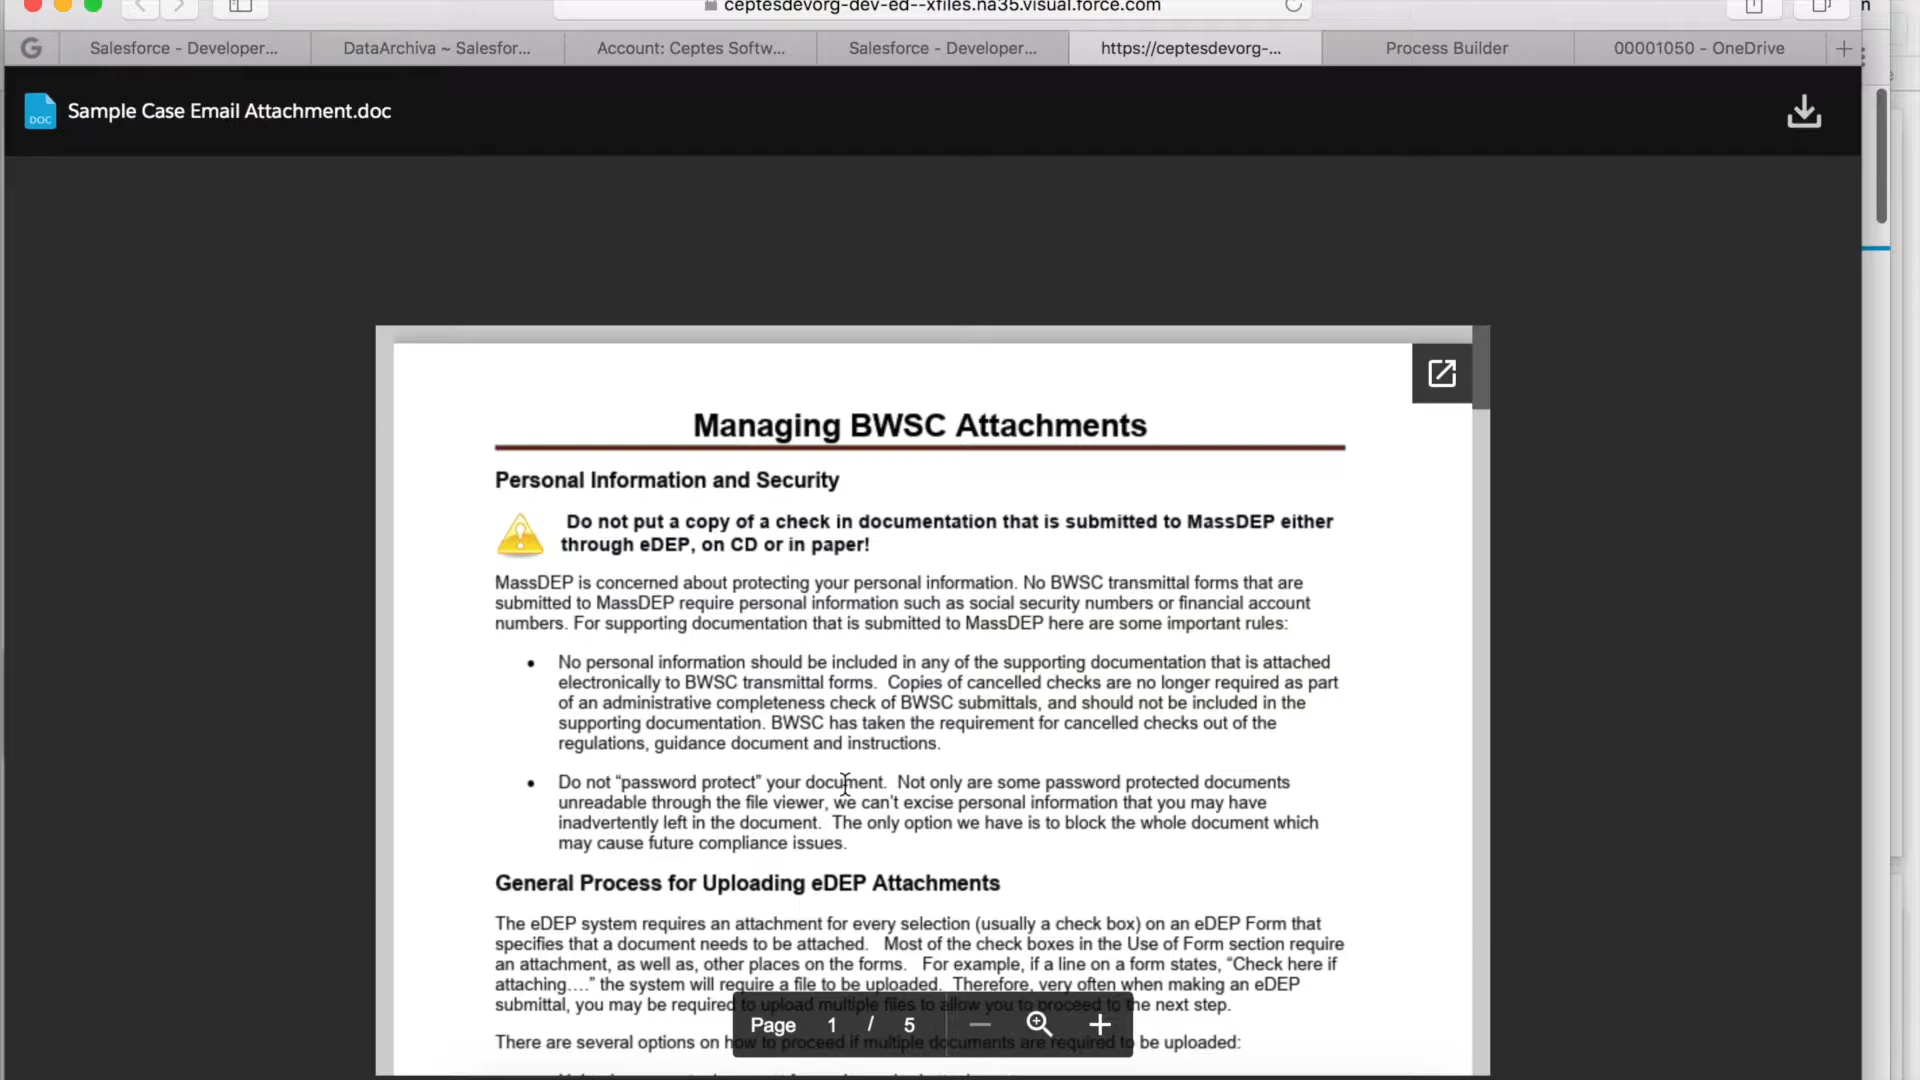 ceptesdevorg-dev-ed--xfiles.na35.visual.force.com
G Salesforce - Developer... DataArchiva ~ Salesfor... Account: Ceptes Softw... Salesforce - Developer... https://ceptesdevorg-... Process Builder 00001050 - OneDrive
DOC Sample Case Email Attachment.doc
Managing BWSC Attachments
Personal Information and Security
Do not put a copy of a check in documentation that is submitted to MassDEP either
through eDEP, on CD or in paper!
MassDEP is concerned about protecting your personal information. No BWSC transmittal forms that are
submitted to MassDEP require personal information such as social security numbers or financial account
numbers. For supporting documentation that is submitted to MassDEP here are some important rules:
• No personal information should be included in any of the supporting documentation that is attached
electronically to BWSC transmittal forms. Copies of cancelled checks are no longer required as part
of an administrative completeness check of BWSC submittals, and should not be included in the
supporting documentation. BWSC has taken the requirement for cancelled checks out of the
regulations, guidance document and instructions.
• Do not “password protect” your document. Not only are some password protected documents
unreadable through the file viewer, we can’t excise personal information that you may have
inadvertently left in the document. The only option we have is to block the whole document which
may cause future compliance issues.
General Process for Uploading eDEP Attachments
The eDEP system requires an attachment for every selection (usually a check box) on an eDEP Form that
specifies that a document needs to be attached. Most of the check boxes in the Use of Form section require
an attachment, as well as, other places on the forms. For example, if a line on a form states, “Check here if
attaching....” the system will require a file to be uploaded. Therefore, very often when making an eDEP
submittal, you may be required to upload multiple files to allow you to proceed to the next step.
Page 1 / 5
There are several options on how to proceed if multiple documents are required to be uploaded: